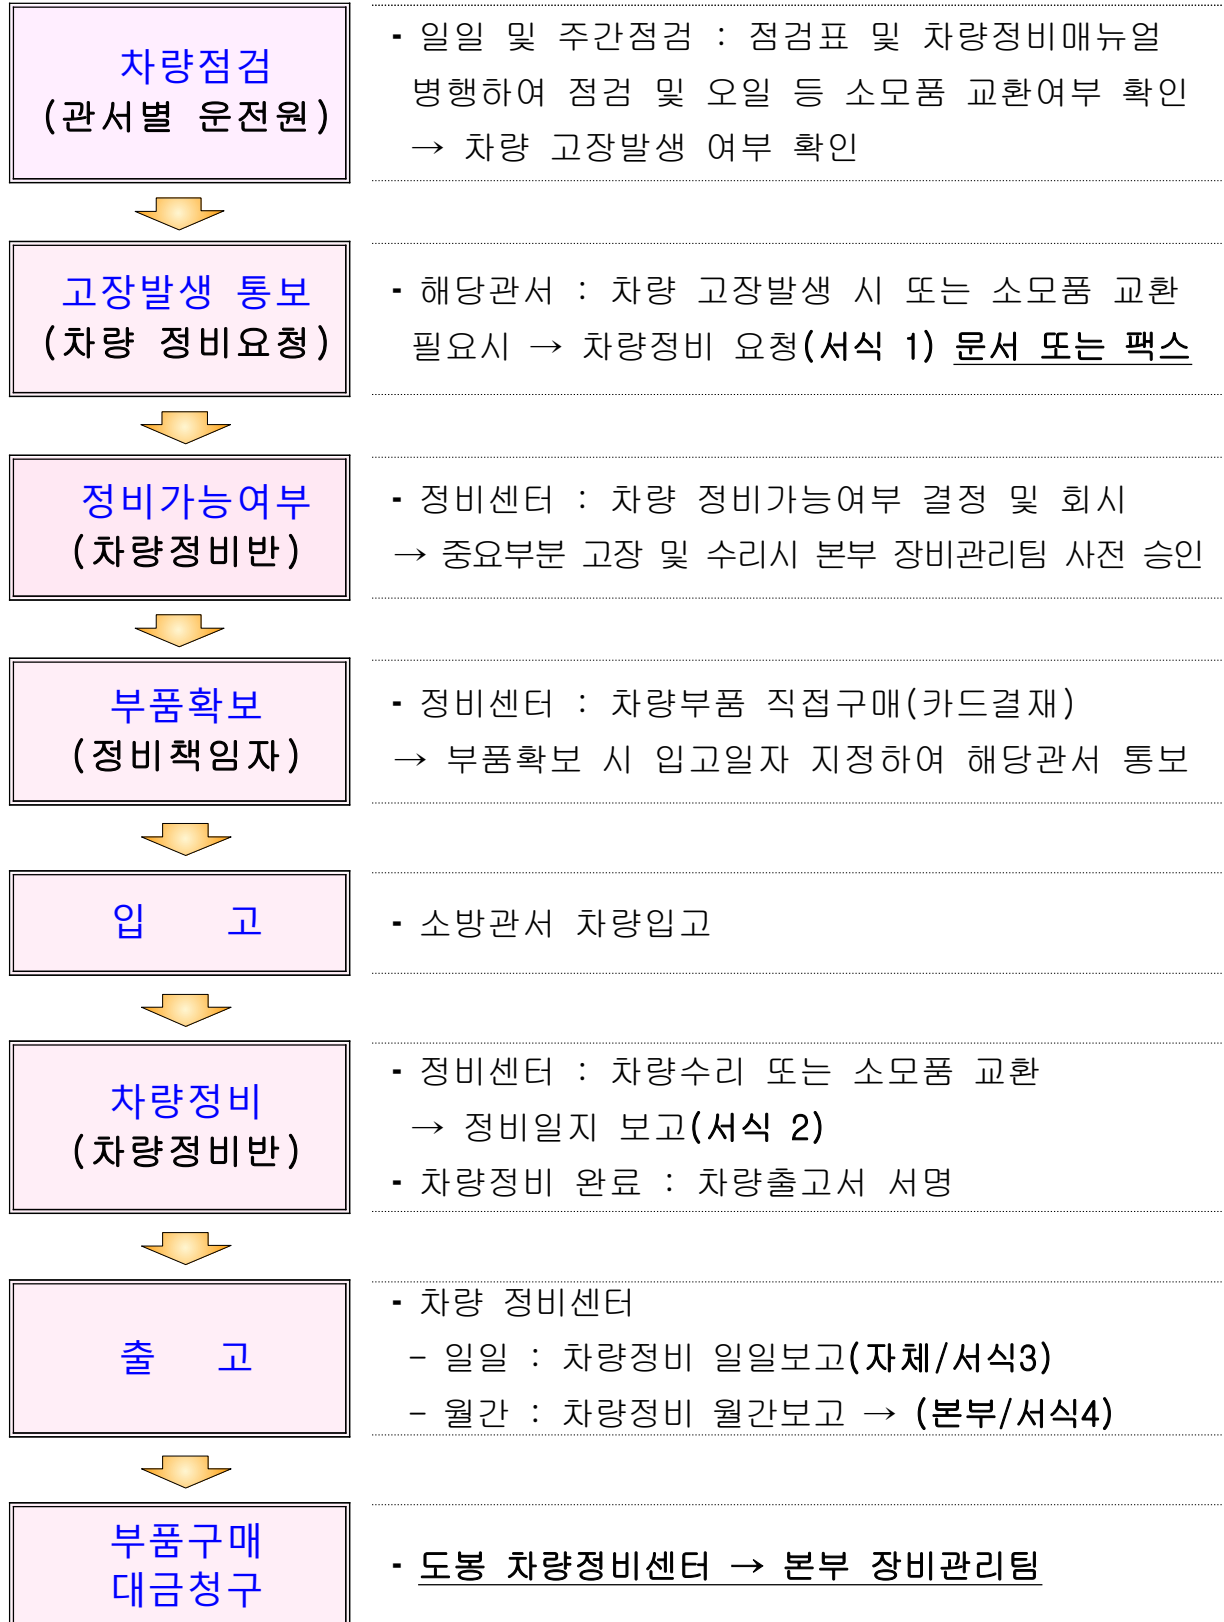 차량점검
(관서별 운전원)
- 일일 및 주간점검 : 점검표 및 차량정비매뉴얼
병행하여 점검 및 오일 등 소모품 교환여부 확인
→ 차량 고장발생 여부 확인
고장발생 통보
(차량 정비요청)
- 해당관서 : 차량 고장발생 시 또는 소모품 교환
필요시 → 차량정비 요청(서식 1) 문서 또는 팩스
정비가능여부
(차량정비반)
- 정비센터 : 차량 정비가능여부 결정 및 회시
→ 중요부분 고장 및 수리시 본부 장비관리팀 사전 승인
부품확보
(정비책임자)
- 정비센터 : 차량부품 직접구매(카드결재)
→ 부품확보 시 입고일자 지정하여 해당관서 통보
입 고
- 소방관서 차량입고
차량정비
(차량정비반)
- 정비센터 : 차량수리 또는 소모품 교환
→ 정비일지 보고(서식 2)
- 차량정비 완료 : 차량출고서 서명
출 고
- 차량 정비센터
– 일일 : 차량정비 일일보고(자체/서식3)
– 월간 : 차량정비 월간보고 → (본부/서식4)
부품구매
대금청구
- 도봉 차량정비센터 → 본부 장비관리팀